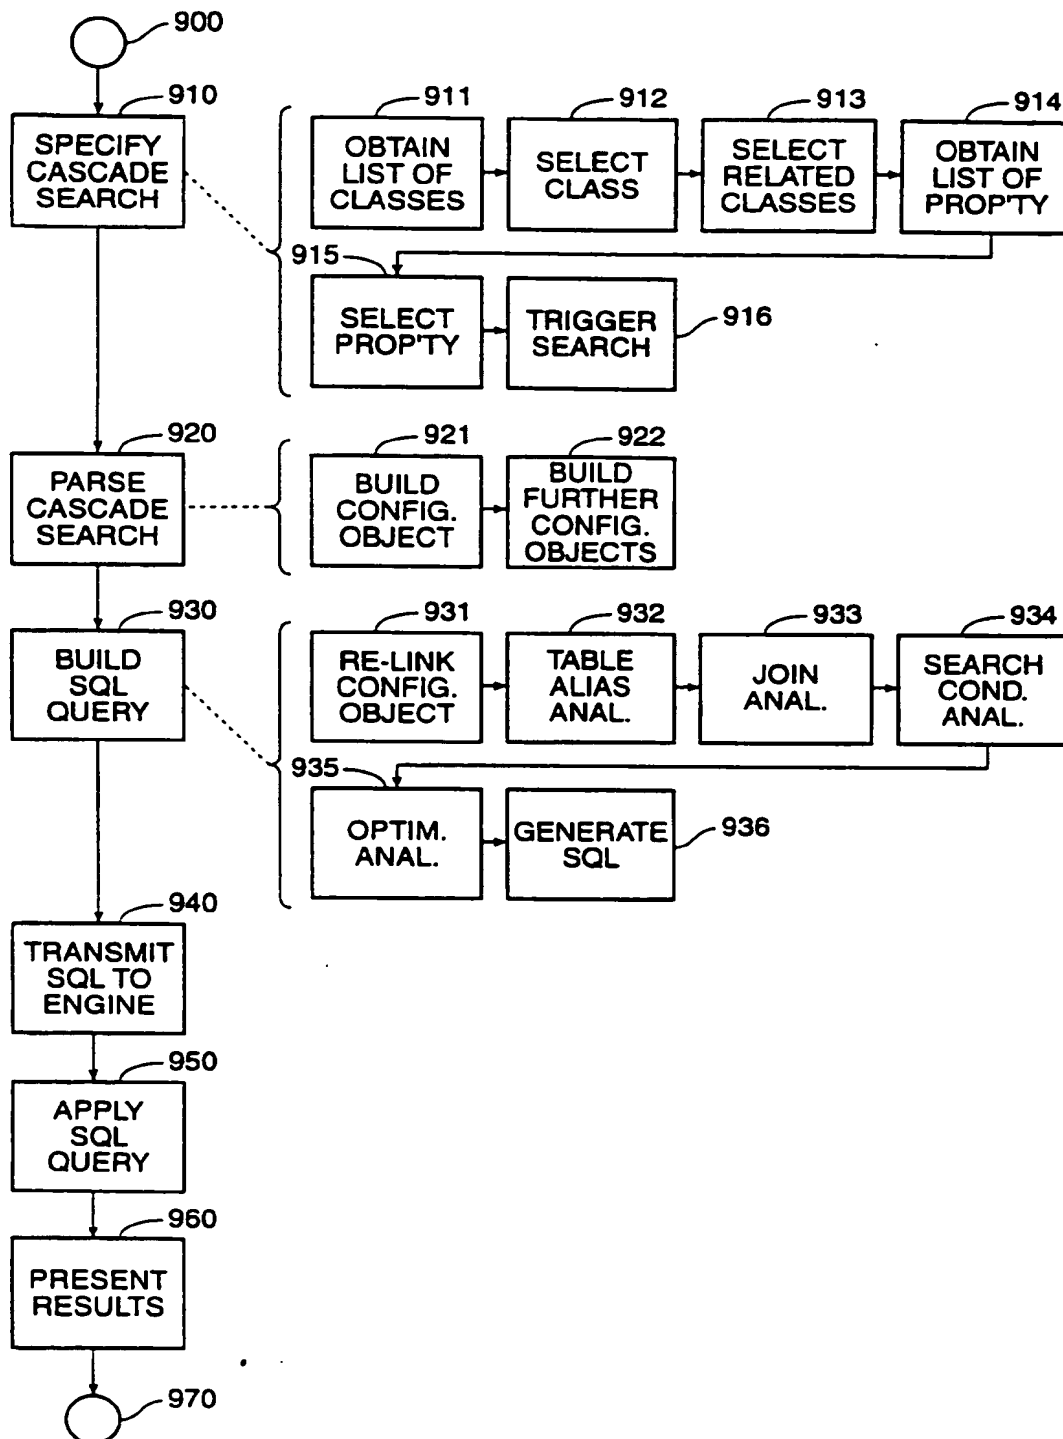 900
910
SPECIFY
CASCADE
SEARCH
911
OBTAIN
LIST OF
CLASSES
912
SELECT
CLASS
913
SELECT
RELATED
CLASSES
914
OBTAIN
LIST OF
PROP'TY
915
SELECT
PROP'TY
TRIGGER
SEARCH
916
920
PARSE
CASCADE
SEARCH
921
BUILD
CONFIG.
OBJECT
922
BUILD
FURTHER
CONFIG.
OBJECTS
930
BUILD
SQL
QUERY
931
RE-LINK
CONFIG.
OBJECT
932
TABLE
ALIAS
ANAL.
933
JOIN
ANAL.
934
SEARCH
COND.
ANAL.
935
OPTIM.
ANAL.
GENERATE
SQL
936
940
TRANSMIT
SQL TO
ENGINE
950
APPLY
SQL
QUERY
960
PRESENT
RESULTS
970